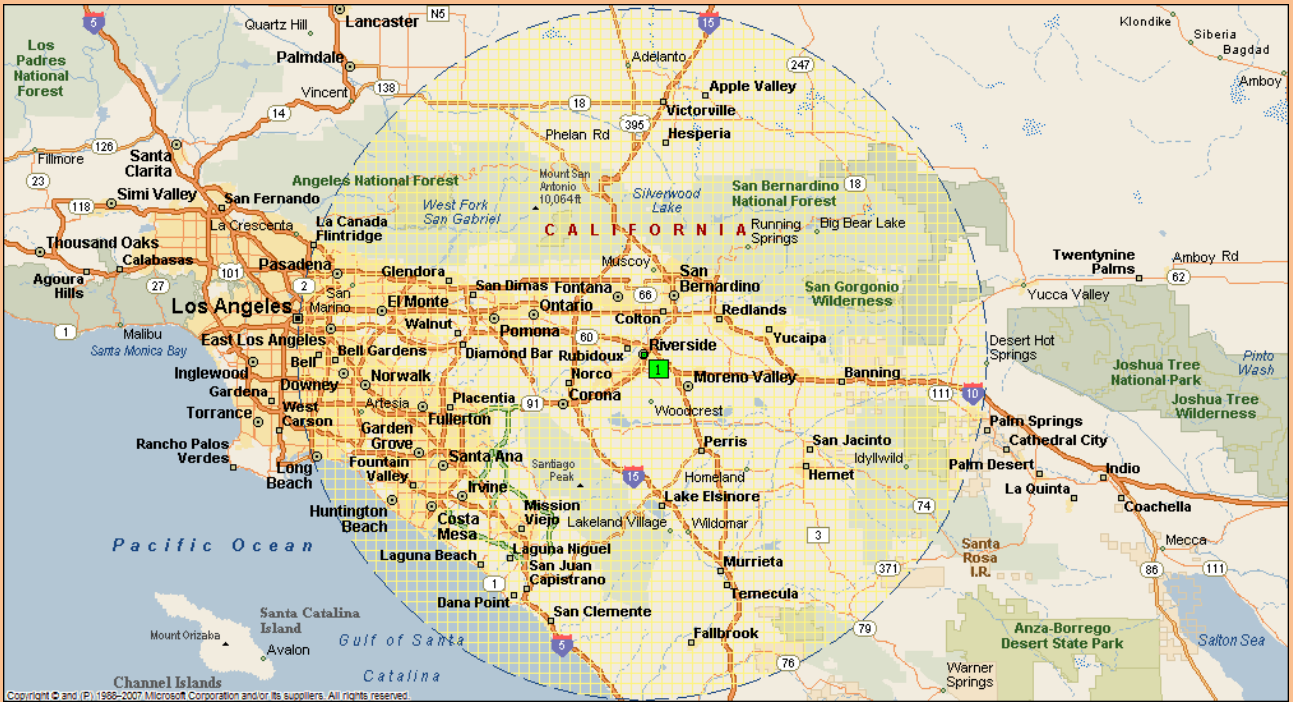 5
Lancaster
N5
15
Klondike
Quartz Hill
Siberia
Bagdad
Los
Padres
National
Forest
Palmdale
Adelanto
247
Amboy
Vincent
138
Apple Valley
14
18
Victorville
395
Phelan Rd
Hesperia
126
Fillmore
Santa
Clarita
23
Simi Valley
Angeles National Forest
Mount San
Antonio
10,064ft
Silverwood
Lake
San Bernardino
National Forest
18
118
San Fernando
West Fork
San Gabriel
La Crescenta
La Canada
Flintridge
CALIFORNIA
Running
Springs
Big Bear Lake
Thousand Oaks
Calabasas
Pasadena
Glendora
Muscoy
San
Bernardino
Twentynine
Palms
Amboy Rd
62
Agoura
Hills
27
101
2
San
Marino
San Dimas
Fontana
66
San Gorgonio
Wilderness
Yucca Valley
Los Angeles
El Monte
Ontario
Colton
Redlands
1
Malibu
Walnut
Pomona
60
Yucaipa
Santa Monica Bay
East Los Angeles
Bell
Bell Gardens
Diamond Bar
Rubidoux
Riverside
Desert Hot
Springs
Joshua Tree
National Park
Pinto
Wash
Inglewood
Downey
Norwalk
Norco
1
Moreno Valley
Banning
Gardena
Artesia
Placentia
91
Corona
Woodcrest
111
10
Joshua Tree
Wilderness
Torrance
West
Carson
Fullerton
Palm Springs
Rancho Palos
Verdes
Garden
Grove
Perris
San Jacinto
Cathedral City
Long
Beach
Fountain
Valley
Santa Ana
Santiago
Peak
15
Homeland
Hemet
Idyllwild
Palm Desert
Indio
La Quinta
Irvine
Lake Elsinore
Coachella
Huntington
Beach
Costa
Mesa
Mission
Viejo
Lakeland Village
Wildomar
74
3
Pacific Ocean
Laguna Beach
Laguna Niguel
Santa
Rosa
I.R.
Mecca
San Juan
Capistrano
Murrieta
371
86
111
1
Dana Point
Temecula
Santa Catalina
Island
San Clemente
79
Mount Orizaba
Gulf of Santa
Catalina
5
Fallbrook
Anza-Borrego
Desert State Park
Salton Sea
Avalon
76
Warner
Springs
Channel Islands
Copyright © and (P) 1988–2007 Microsoft Corporation and/or its suppliers. All rights reserved.